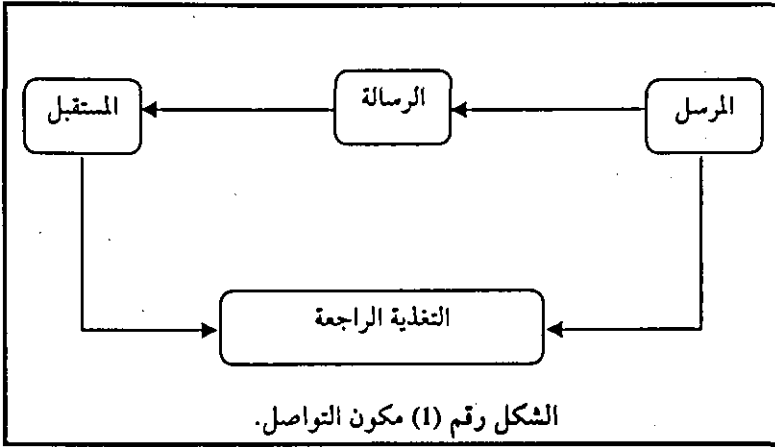 المرسل
الرسالة
المستقبل
التغذية الراجعة
الشكل رقم (1) مكون التواصل.